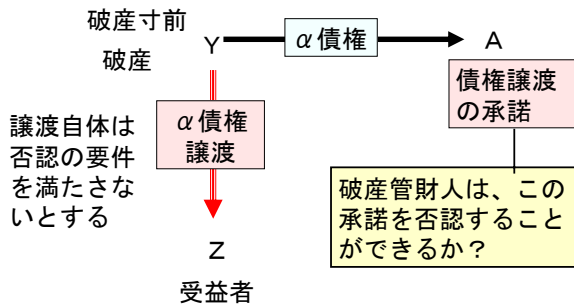 破産寸前
破産
Y
α債権
A
債権譲渡
の承諾
譲渡自体は
否認の要件
を満たさな
いとする
α債権
譲渡
破産管財人は、この
承諾を否認すること
ができるか？
Z
受益者